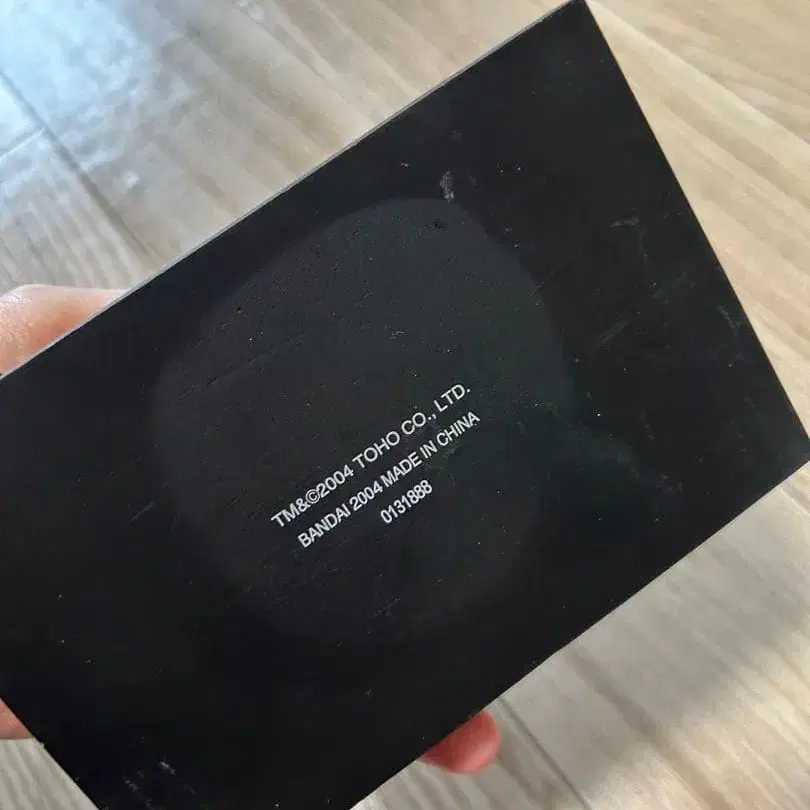 TM&©2004 TOHO CO., LTD.
BANDAI 2004 MADE IN CHINA
0131888